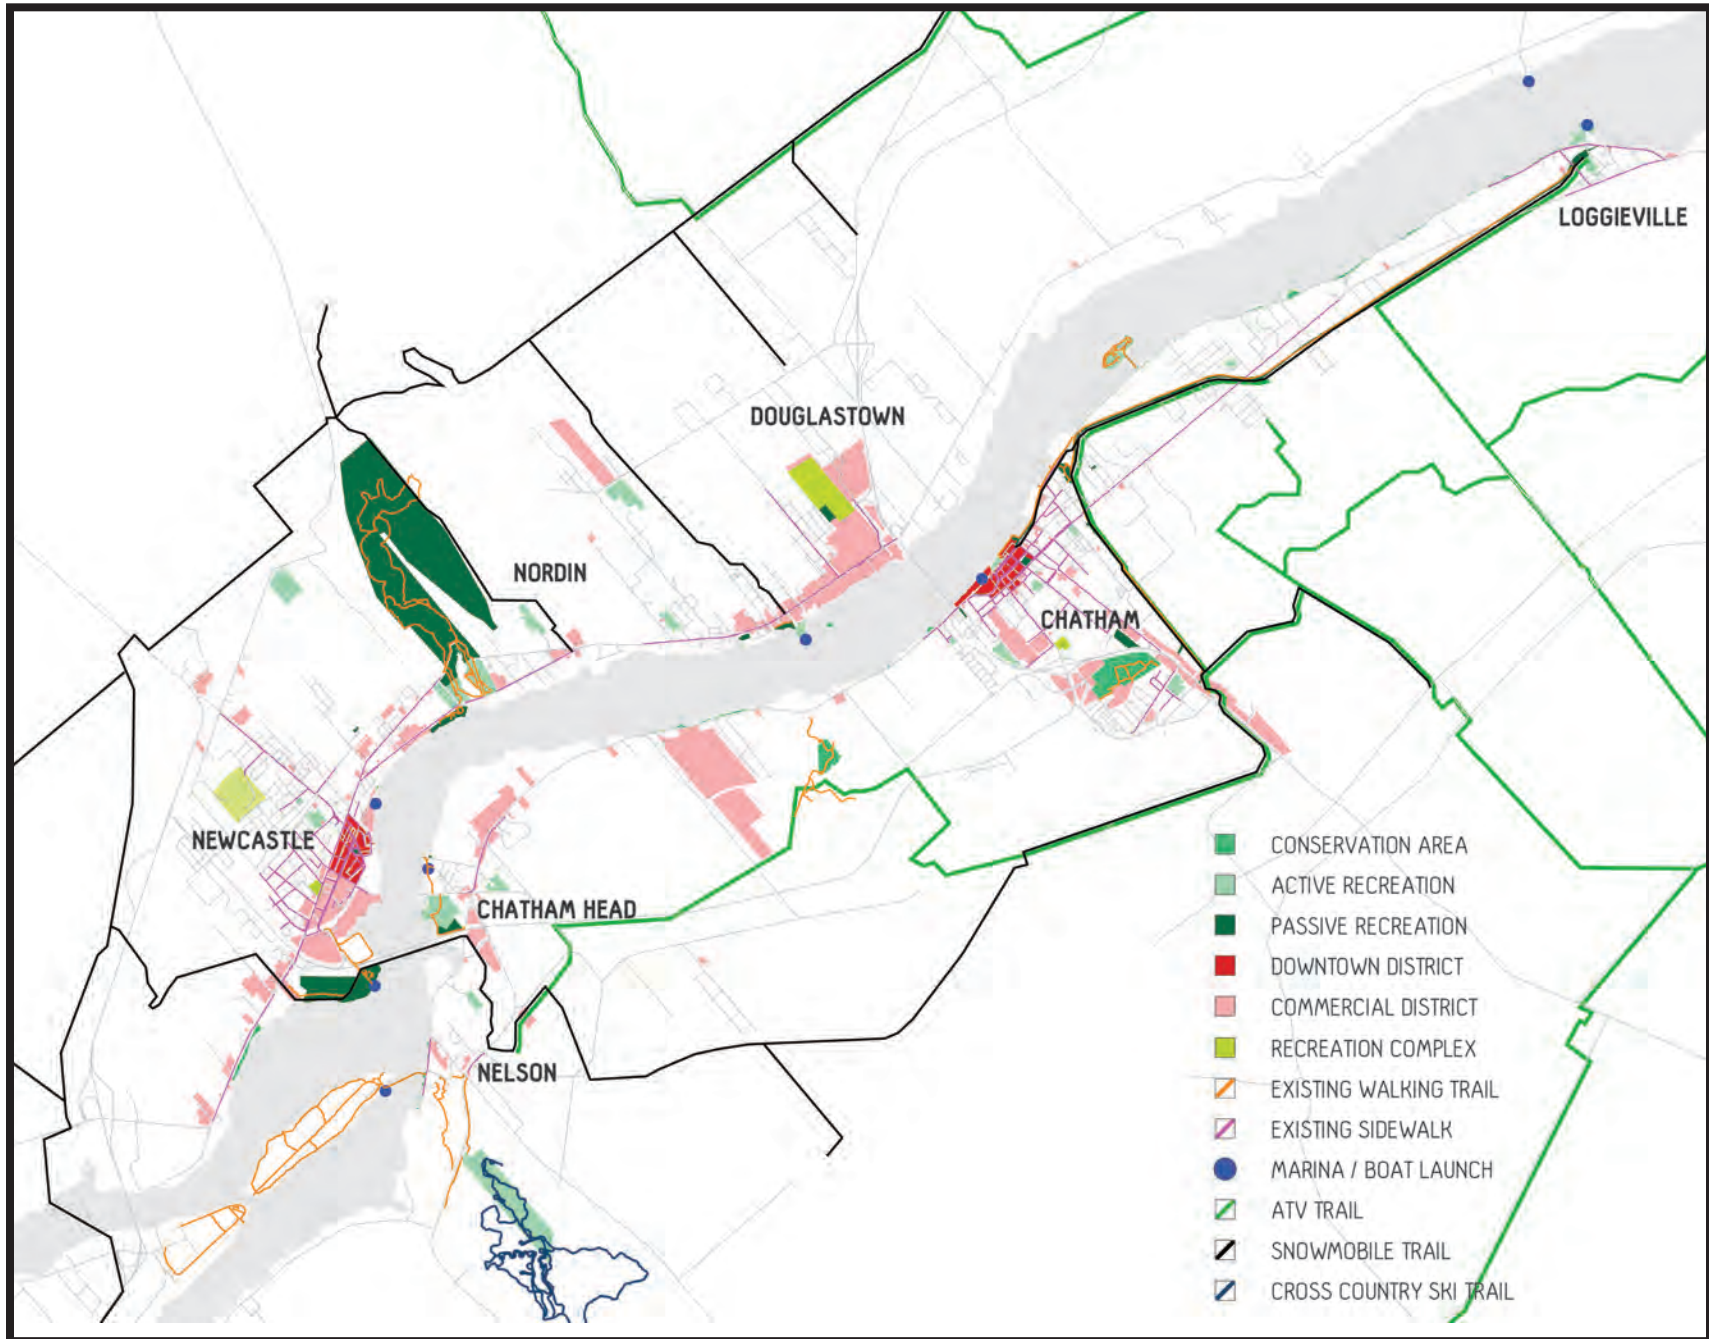 LOGGIEVILLE
DOUGLASTOWN
NORDIN
CHATHAM
NEWCASTLE
CHATHAM HEAD
NELSON
CONSERVATION AREA
ACTIVE RECREATION
PASSIVE RECREATION
DOWNTOWN DISTRICT
COMMERCIAL DISTRICT
RECREATION COMPLEX
EXISTING WALKING TRAIL
EXISTING SIDEWALK
MARINA / BOAT LAUNCH
ATV TRAIL
SNOWMOBILE TRAIL
CROSS COUNTRY SKI TRAIL